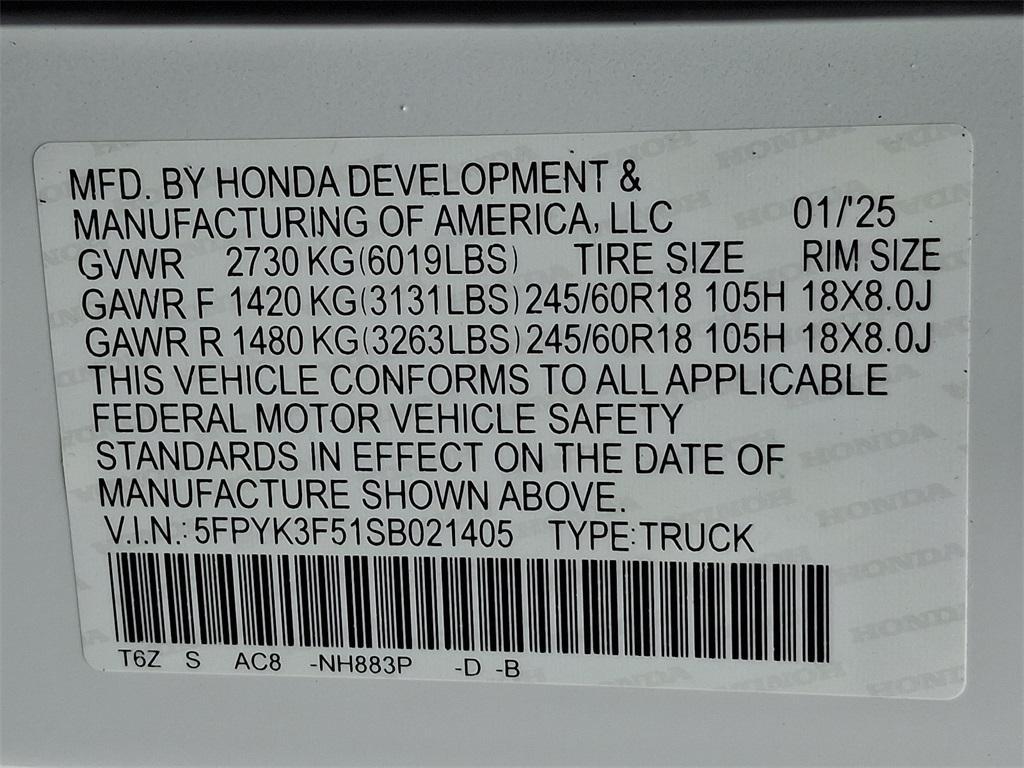 MFD. BY HONDA DEVELOPMENT &
MANUFACTURING OF AMERICA, LLC 01/'25
GVWR 2730 KG(6019LBS) TIRE SIZE RIM SIZE
GAWR F 1420 KG(3131LBS) 245/60R18 105H 18X8.0J
GAWR R 1480 KG(3263LBS) 245/60R18 105H 18X8.0J
THIS VEHICLE CONFORMS TO ALL APPLICABLE
FEDERAL MOTOR VEHICLE SAFETY
STANDARDS IN EFFECT ON THE DATE OF
MANUFACTURE SHOWN ABOVE.
V.I.N.: 5FPYK3F51SB021405 TYPE:TRUCK
T6Z S AC8 -NH883P -D -B